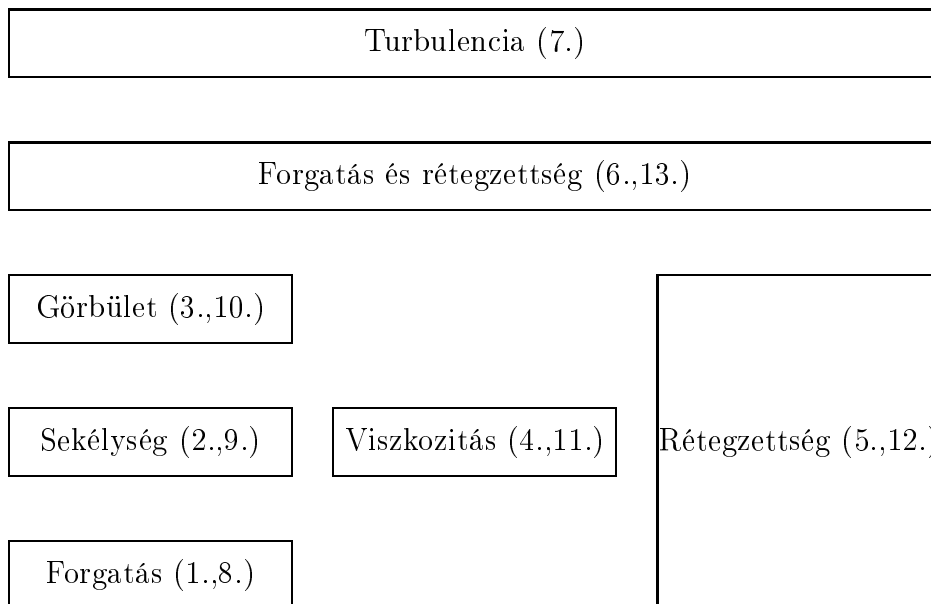 Turbulencia (7.)
Forgatás és rétegzettség (6.,13.)
Görbület (3.,10.)
Sekélység (2.,9.)
Viszkozitás (4.,11.)
Rétegzettség (5.,12.)
Forgatás (1.,8.)